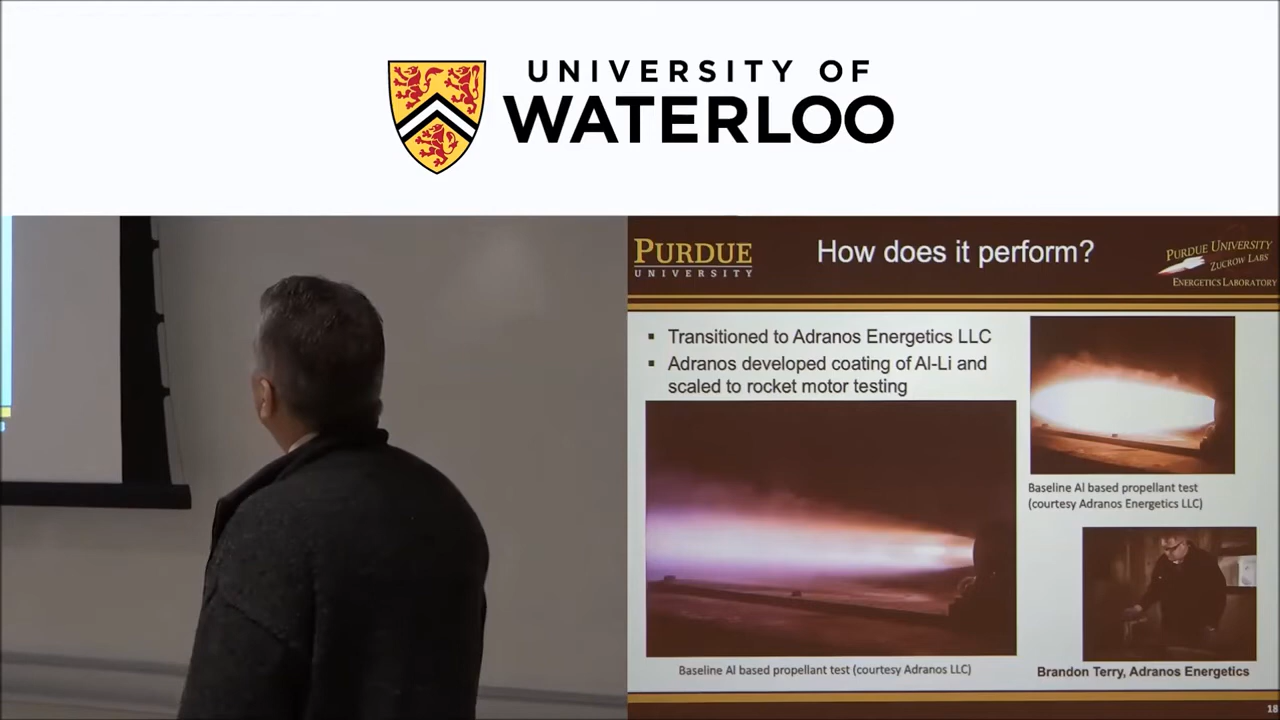 UNIVERSITY OF
WATERLOO
PURDUE
UNIVERSITY
How does it perform?
PURDUE UNIVERSITY
ZUCROW LABS
ENERGETICS LABORATORY
▪ Transitioned to Adranos Energetics LLC
▪ Adranos developed coating of Al-Li and
scaled to rocket motor testing
Baseline Al based propellant test
(courtesy Adranos Energetics LLC)
Baseline Al based propellant test (courtesy Adranos LLC)
Brandon Terry, Adranos Energetics
18